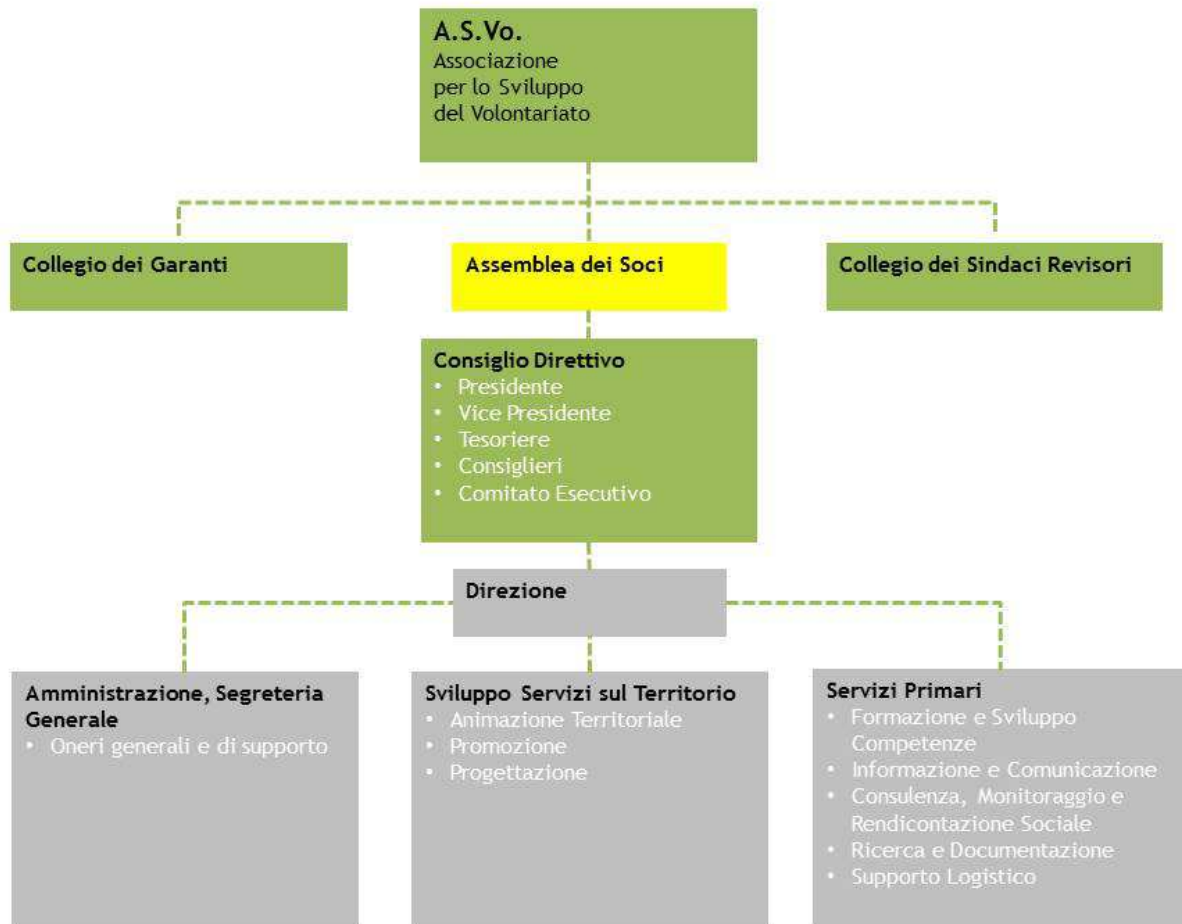 A.S.Vo.
Associazione
per lo Sviluppo
del Volontariato
Collegio dei Garanti
Assemblea dei Soci
Collegio dei Sindaci Revisori
Consiglio Direttivo
• Presidente
• Vice Presidente
• Tesoriere
• Consiglieri
• Comitato Esecutivo
Direzione
Amministrazione, Segreteria
Generale
• Oneri generali e di supporto
Sviluppo Servizi sul Territorio
• Animazione Territoriale
• Promozione
• Progettazione
Servizi Primari
• Formazione e Sviluppo
Competenze
• Informazione e Comunicazione
• Consulenza, Monitoraggio e
Rendicontazione Sociale
• Ricerca e Documentazione
• Supporto Logistico